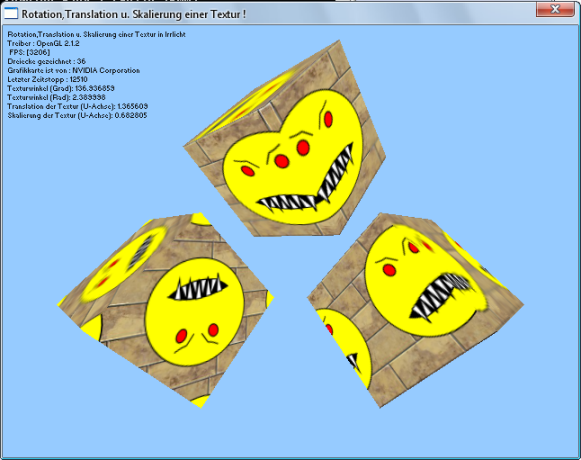 Rotation,Translation u. Skalierung einer Textur !
Rotation,Translation u. Skalierung einer Textur in Irrlicht
Treiber : OpenGL 2.1.2
FPS: [3206]
Dreiecke gezeichnet : 36
Grafikkarte ist von : NVIDIA Corporation
Letzter Zeitstopp : 12510
Texturwinkel (Grad): 136.936859
Texturwinkel (Rad): 2.389998
Translation der Textur (U-Achse): 1.365609
Skalierung der Textur (U-Achse): 0.682805